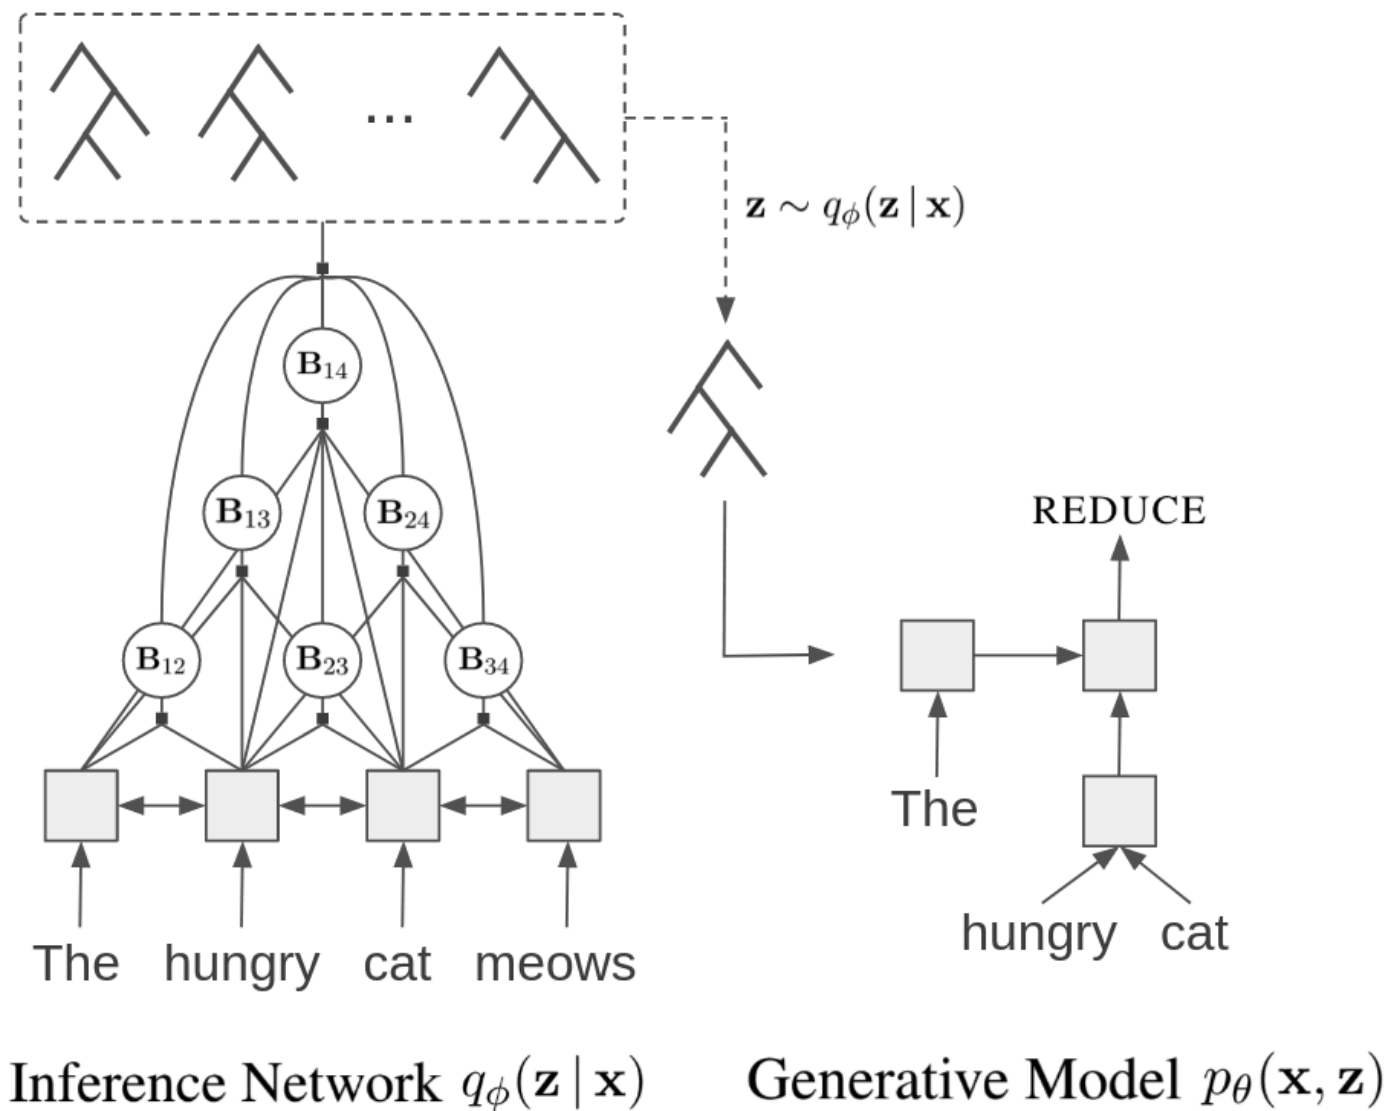 ...
z ∼ qϕ(z | x)
B14
B13 B24
REDUCE
B12 B23 B34
The
hungry cat
The hungry cat meows
Inference Network qϕ(z | x) Generative Model pθ(x, z)